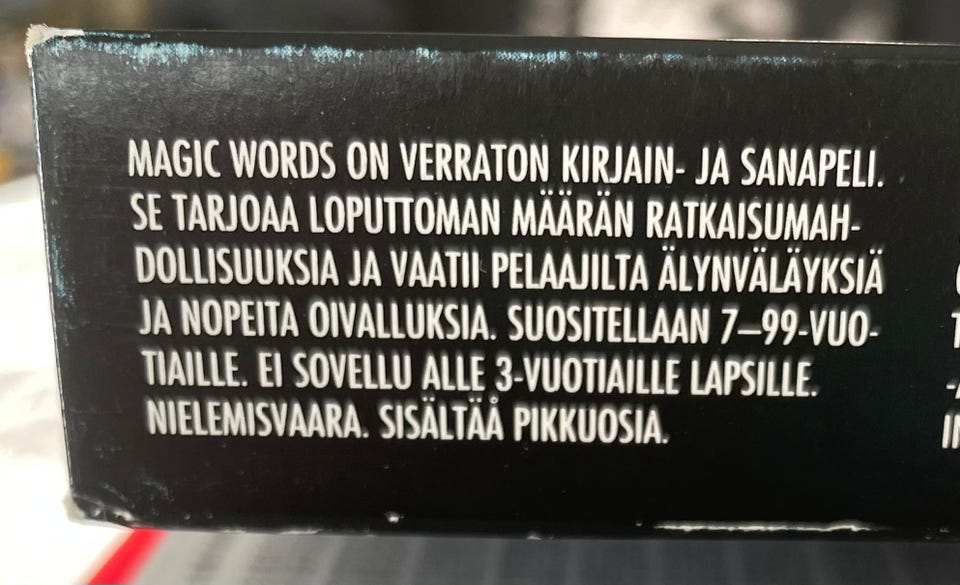 MAGIC WORDS ON VERRATON KIRJAIN- JA SANAPELI.
SE TARJOAA LOPUTTOMAN MÄÄRÄN RATKAISUMAH-
DOLLISUUKSIA JA VAATII PELAAJILTA ÄLYNVÄLÄYKSIÄ
JA NOPEITA OIVALLUKSIA. SUOSITELLAAN 7–99-VUO-
TIAILLE. EI SOVELLU ALLE 3-VUOTIAILLE LAPSILLE.
NIELEMISVAARA. SISÄLTÄÅ PIKKUOSIA.